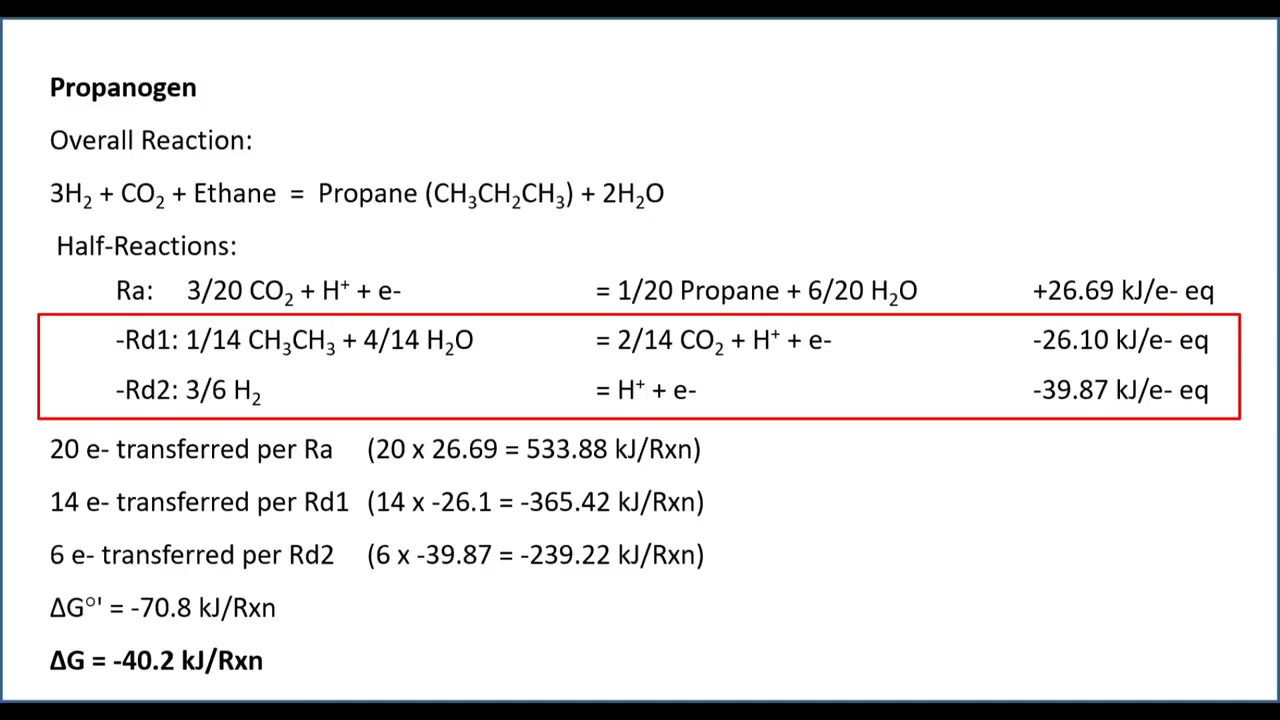 Propanogen
Overall Reaction:
3H₂ + CO₂ + Ethane = Propane (CH₃CH₂CH₃) + 2H₂O
Half-Reactions:
Ra: 3/20 CO₂ + H⁺ + e- = 1/20 Propane + 6/20 H₂O +26.69 kJ/e- eq
-Rd1: 1/14 CH₃CH₃ + 4/14 H₂O = 2/14 CO₂ + H⁺ + e- -26.10 kJ/e- eq
-Rd2: 3/6 H₂ = H⁺ + e- -39.87 kJ/e- eq
20 e- transferred per Ra (20 x 26.69 = 533.88 kJ/Rxn)
14 e- transferred per Rd1 (14 x -26.1 = -365.42 kJ/Rxn)
6 e- transferred per Rd2 (6 x -39.87 = -239.22 kJ/Rxn)
ΔG°' = -70.8 kJ/Rxn
ΔG = -40.2 kJ/Rxn